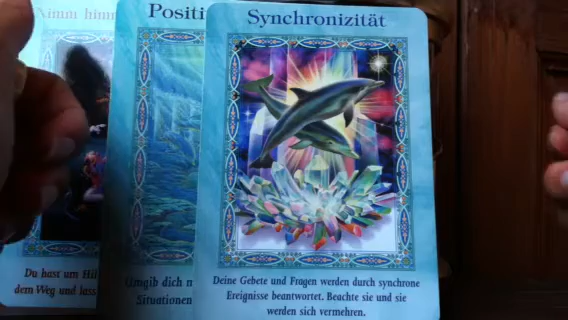 Nimm
Du hast um
dem Weg und lass
Positi
Umgib dich
Situationen
Synchronizität
Deine Gebete und Fragen werden durch synchrone
Ereignisse beantwortet. Beachte sie und sie
werden sich vermehren.